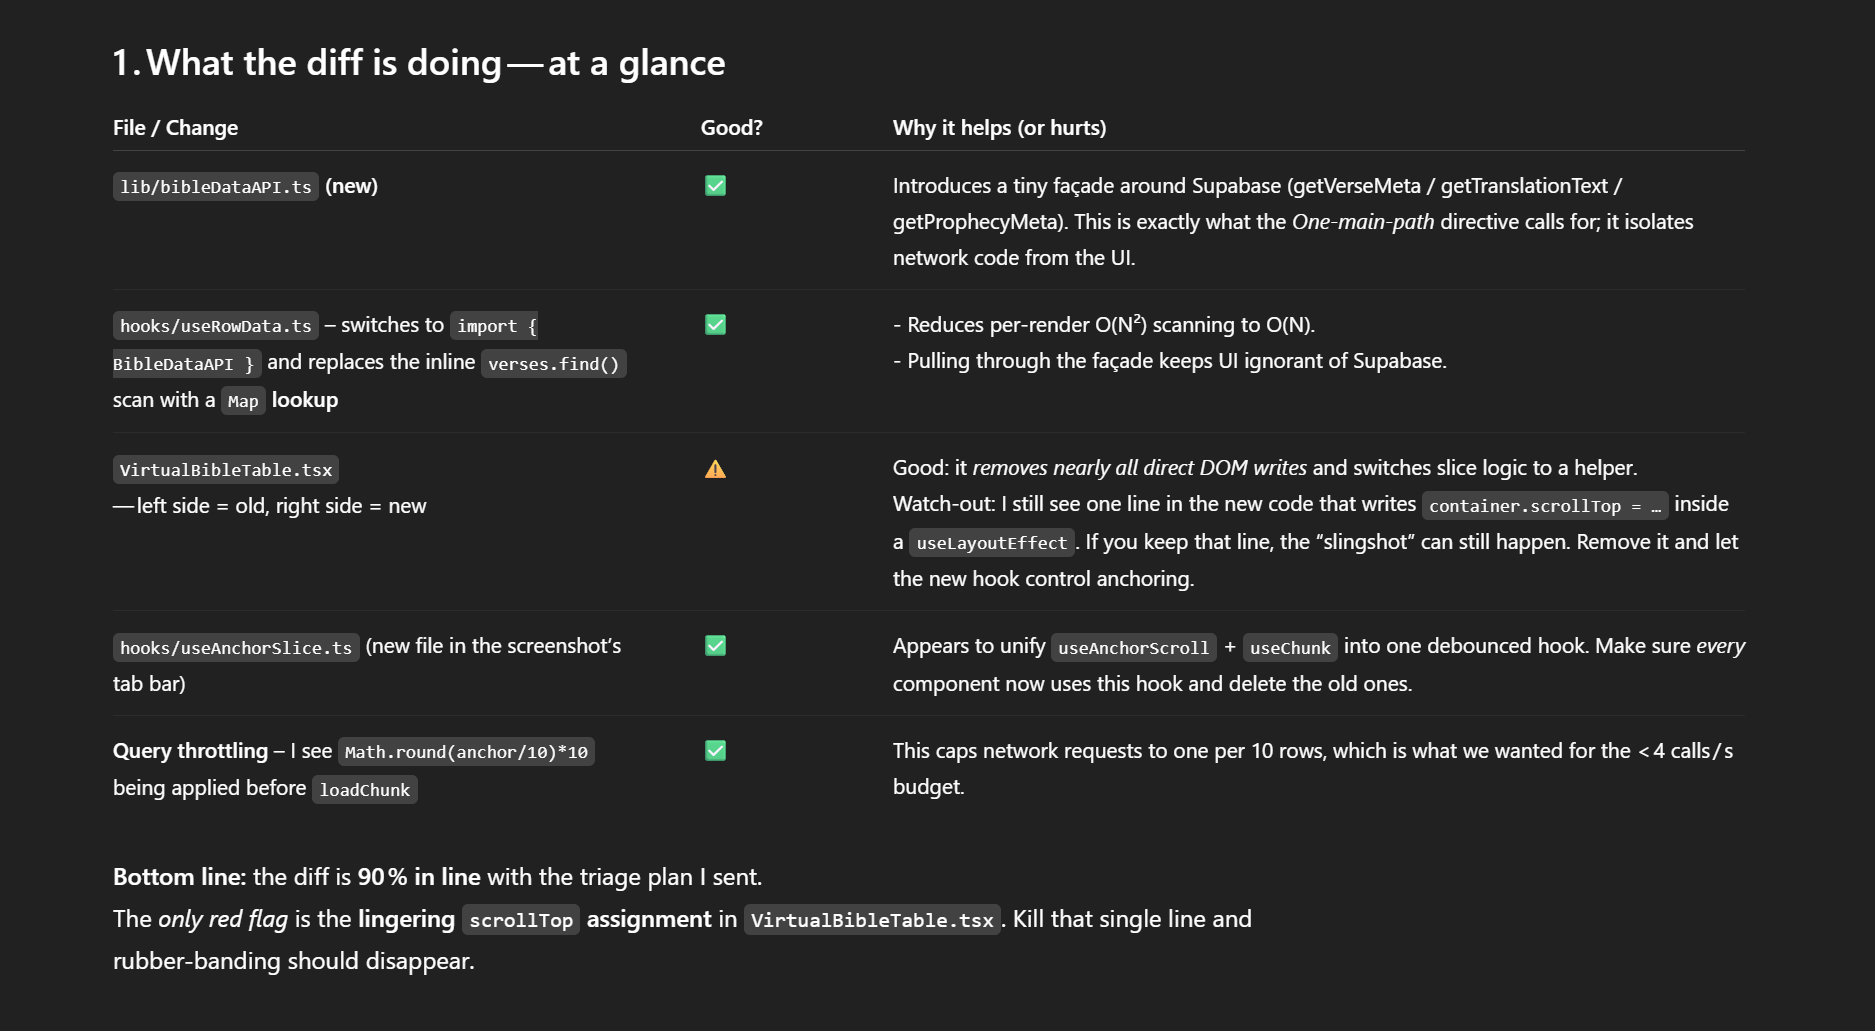 1. What the diff is doing — at a glance
File / Change
Good?
Why it helps (or hurts)
lib/bibleDataAPI.ts (new)
✅
Introduces a tiny façade around Supabase (getVerseMeta / getTranslationText /
getProphecyMeta). This is exactly what the One-main-path directive calls for; it isolates
network code from the UI.
hooks/useRowData.ts – switches to import {
BibleDataAPI } and replaces the inline verses.find()
scan with a Map lookup
✅
- Reduces per-render O(N²) scanning to O(N).
- Pulling through the façade keeps UI ignorant of Supabase.
VirtualBibleTable.tsx
— left side = old, right side = new
⚠️
Good: it removes nearly all direct DOM writes and switches slice logic to a helper.
Watch-out: I still see one line in the new code that writes container.scrollTop = … inside
a useLayoutEffect. If you keep that line, the “slingshot” can still happen. Remove it and let
the new hook control anchoring.
hooks/useAnchorSlice.ts (new file in the screenshot’s
tab bar)
✅
Appears to unify useAnchorScroll + useChunk into one debounced hook. Make sure every
component now uses this hook and delete the old ones.
Query throttling – I see Math.round(anchor/10)*10
being applied before loadChunk
✅
This caps network requests to one per 10 rows, which is what we wanted for the < 4 calls / s
budget.
Bottom line: the diff is 90 % in line with the triage plan I sent.
The only red flag is the lingering scrollTop assignment in VirtualBibleTable.tsx. Kill that single line and
rubber-banding should disappear.